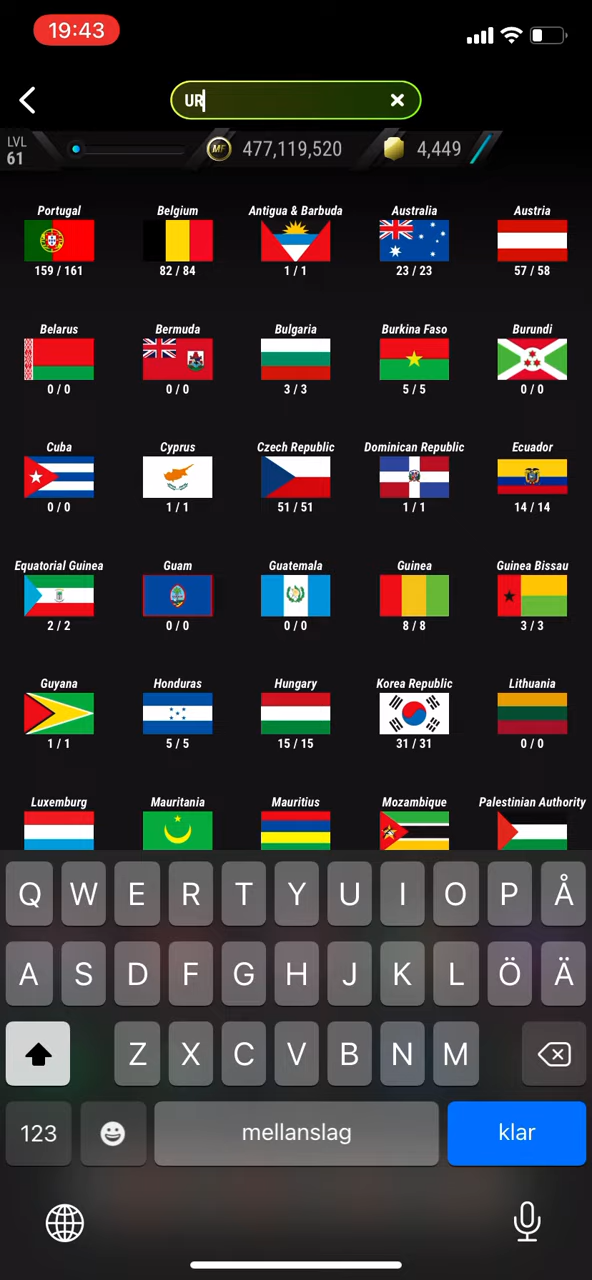 19:43
UR
LVL
61
MF
477,119,520
4,449
Portugal Belgium Antigua & Barbuda Australia Austria
159 / 161 82 / 84 1 / 1 23 / 23 57 / 58
Belarus Bermuda Bulgaria Burkina Faso Burundi
0 / 0 0 / 0 3 / 3 5 / 5 0 / 0
Cuba Cyprus Czech Republic Dominican Republic Ecuador
0 / 0 1 / 1 51 / 51 1 / 1 14 / 14
Equatorial Guinea Guam Guatemala Guinea Guinea Bissau
2 / 2 0 / 0 0 / 0 8 / 8 3 / 3
Guyana Honduras Hungary Korea Republic Lithuania
1 / 1 5 / 5 15 / 15 31 / 31 0 / 0
Luxemburg Mauritania Mauritius Mozambique Palestinian Authority
Q W E R T Y U I O P Å
A S D F G H J K L Ö Ä
Z X C V B N M
123 mellanslag klar